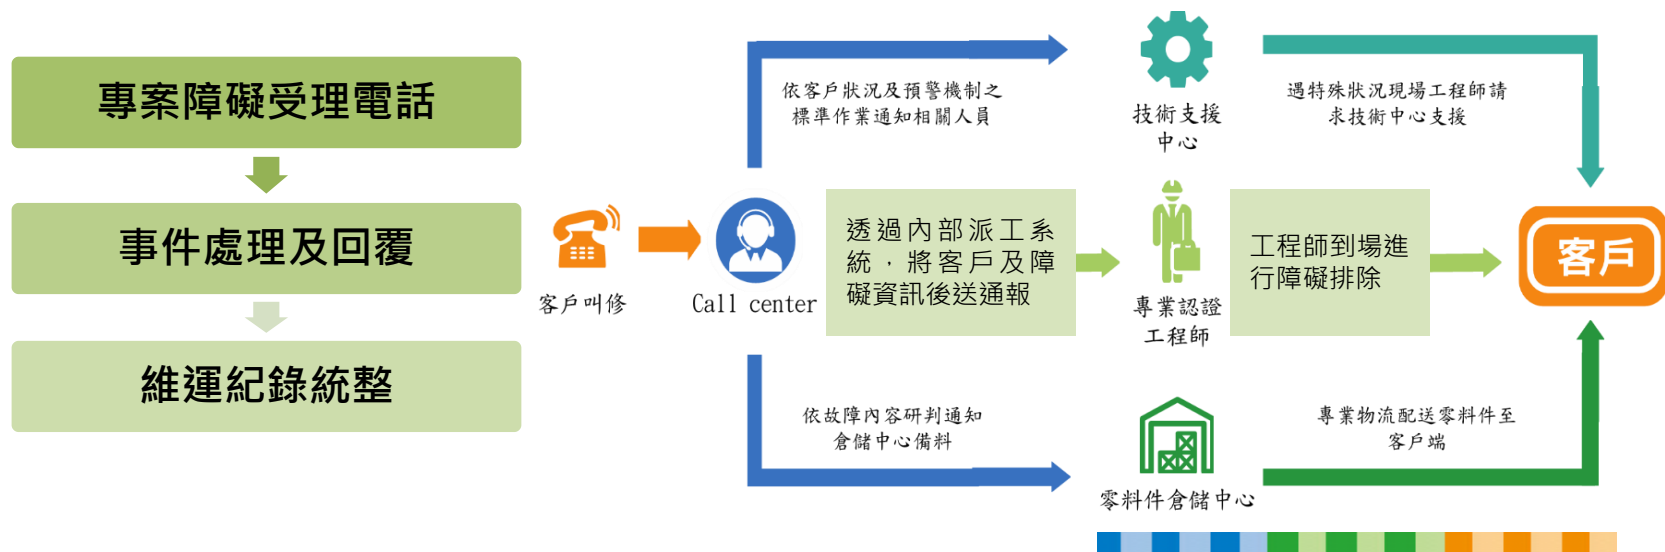 專案障礙受理電話
事件處理及回覆
維運紀錄統整
客戶叫修
Call center
依客戶狀況及預警機制之
標準作業通知相關人員
技術支援
中心
遇特殊狀況現場工程師請
求技術中心支援
透過內部派工系
統，將客戶及障
礙資訊後送通報
專業認證
工程師
工程師到場進
行障礙排除
客戶
依故障內容研判通知
倉儲中心備料
零料件倉儲中心
專業物流配送零料件至
客戶端